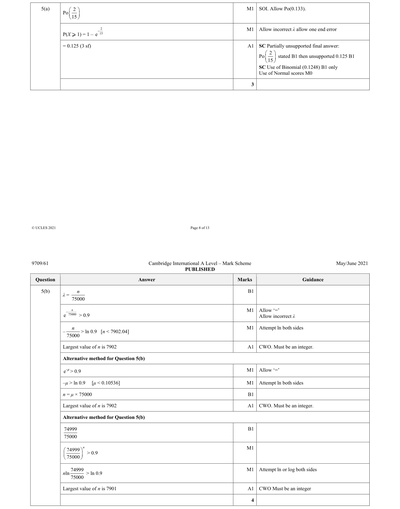 5(a) Po(2/15) M1 SOI. Allow Po(0.133).
P(X ⩾ 1) = 1 – e^(–2/15) M1 Allow incorrect λ allow one end error
= 0.125 (3 sf) A1 SC Partially unsupported final answer:
Po(2/15) stated B1 then unsupported 0.125 B1
SC Use of Binomial (0.1248) B1 only
Use of Normal scores M0
3
© UCLES 2021 Page 8 of 13
9709/61 Cambridge International A Level – Mark Scheme May/June 2021
PUBLISHED
Question Answer Marks Guidance
5(b) λ = n/75000 B1
e^(–n/75000) > 0.9 M1 Allow ‘=’
Allow incorrect λ
–n/75000 > ln 0.9 [n < 7902.04] M1 Attempt ln both sides
Largest value of n is 7902 A1 CWO. Must be an integer.
Alternative method for Question 5(b)
e^(–μ) > 0.9 M1 Allow ‘=’
–μ > ln 0.9 [μ < 0.10536] M1 Attempt ln both sides
n = μ × 75000 B1
Largest value of n is 7902 A1 CWO. Must be an integer.
Alternative method for Question 5(b)
74999/75000 B1
(74999/75000)^n > 0.9 M1
nln 74999/75000 > ln 0.9 M1 Attempt ln or log both sides
Largest value of n is 7901 A1 CWO Must be an integer
4